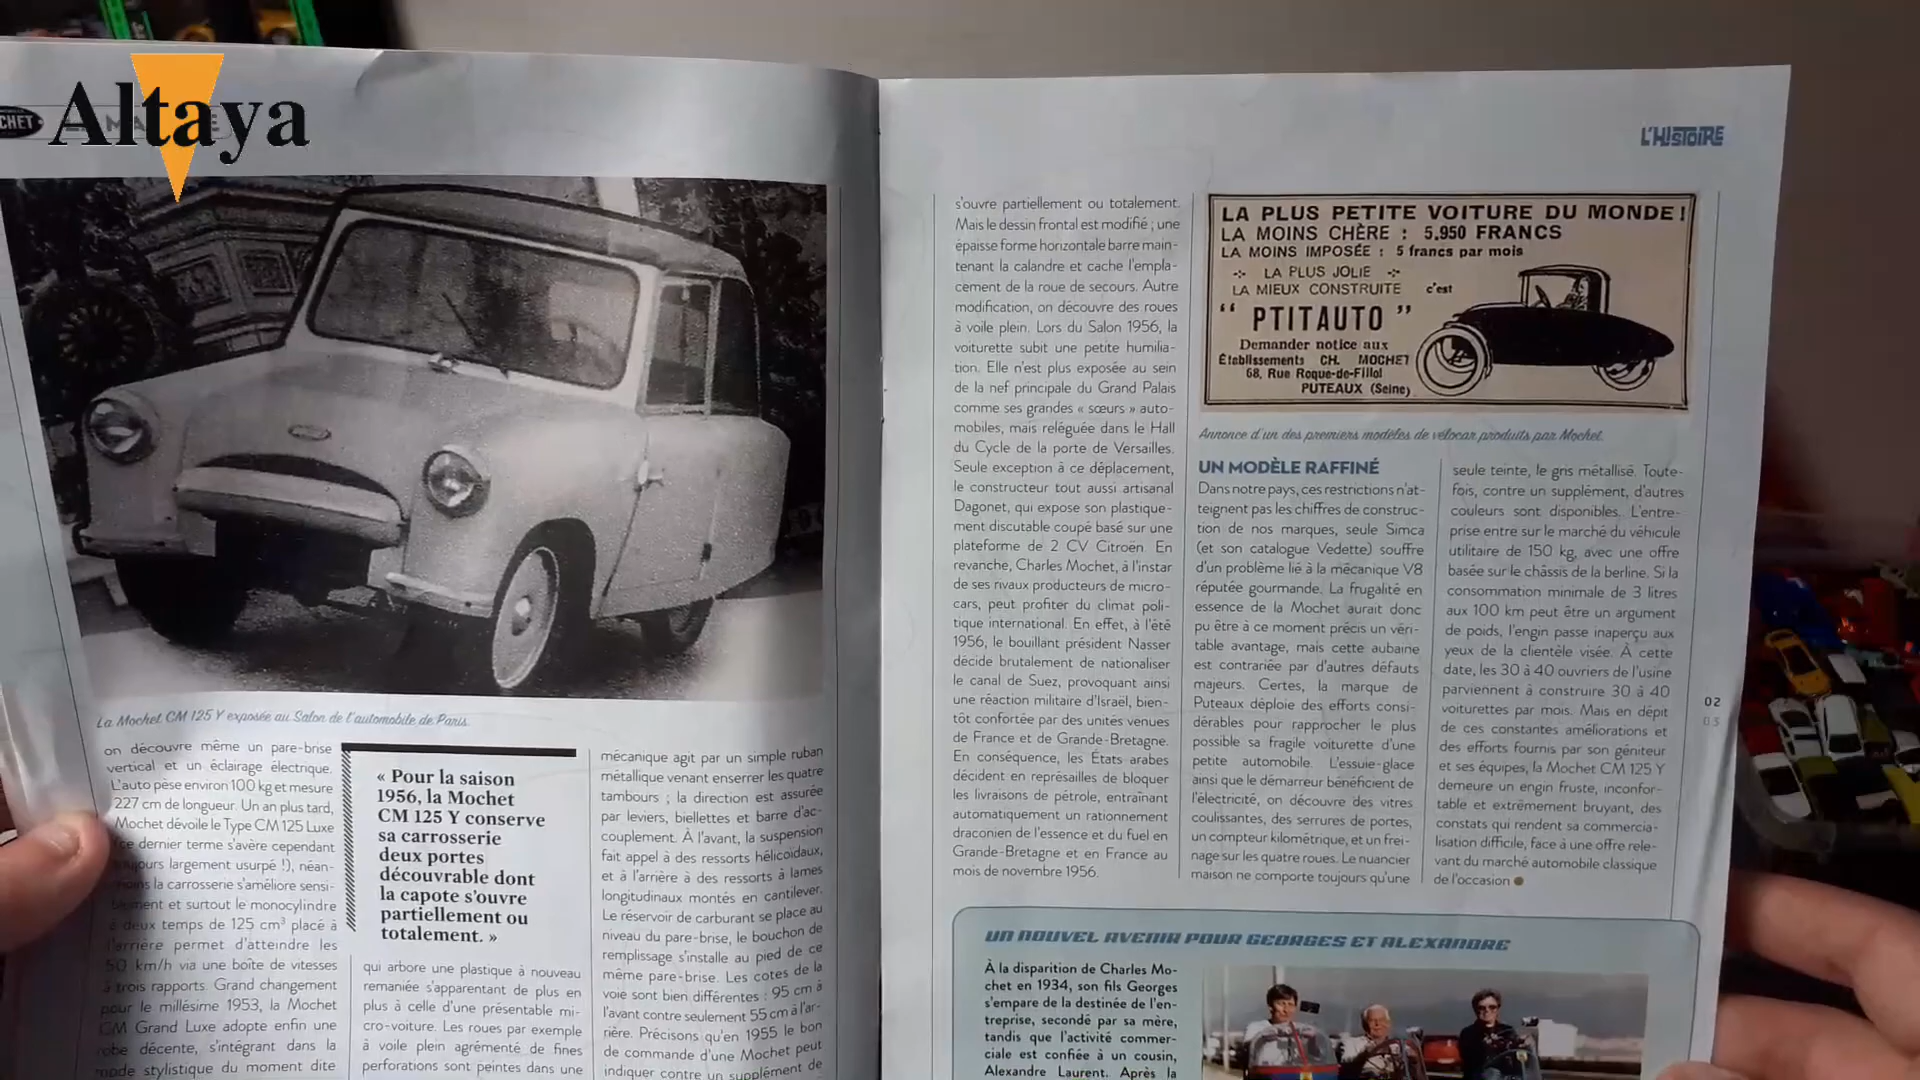 Altaya
CHET
La Mochet CM 125 Y exposée au Salon de l'automobile de Paris.
on découvre même un pare-brise
vertical et un éclairage électrique.
L'auto pèse environ 100 kg et mesure
227 cm de longueur. Un an plus tard,
Mochet dévoile le Type CM 125 Luxe
(ce dernier terme s'avère cependant
toujours largement usurpé !), néan-
moins la carrosserie s'améliore sensi-
blement et surtout le monocylindre
à deux temps de 125 cm³ placé à
l'arrière permet d'atteindre les
50 km/h via une boîte de vitesses
à trois rapports. Grand changement
pour le millésime 1953, la Mochet
CM Grand Luxe adopte enfin une
robe décente, s'intégrant dans la
mode stylistique du moment dite
« Pour la saison
1956, la Mochet
CM 125 Y conserve
sa carrosserie
deux portes
découvrable dont
la capote s'ouvre
partiellement ou
totalement. »
qui arbore une plastique à nouveau
remaniée s'apparentant de plus en
plus à celle d'une présentable mi-
cro-voiture. Les roues par exemple
à voile plein agrémenté de fines
perforations sont peintes dans une
mécanique agit par un simple ruban
métallique venant enserrer les quatre
tambours ; la direction est assurée
par leviers, biellettes et barre d'ac-
couplement. À l'avant, la suspension
fait appel à des ressorts hélicoïdaux,
et à l'arrière à des ressorts à lames
longitudinaux montés en cantilever.
Le réservoir de carburant se place au
niveau du pare-brise, le bouchon de
remplissage s'installe au pied de ce
même pare-brise. Les cotes de la
voie sont bien différentes : 95 cm à
l'avant contre seulement 55 cm à l'ar-
rière. Précisons qu'en 1955 le bon
de commande d'une Mochet peut
indiquer contre un supplément de
L'HISTOIRE
s'ouvre partiellement ou totalement.
Mais le dessin frontal est modifié ; une
épaisse forme horizontale barre main-
tenant la calandre et cache l'empla-
cement de la roue de secours. Autre
modification, on découvre des roues
à voile plein. Lors du Salon 1956, la
voiturette subit une petite humilia-
tion. Elle n'est plus exposée au sein
de la nef principale du Grand Palais
comme ses grandes « sœurs » auto-
mobiles, mais reléguée dans le Hall
du Cycle de la porte de Versailles.
Seule exception à ce déplacement,
le constructeur tout aussi artisanal
Dagonet, qui expose son plastique-
ment discutable coupé basé sur une
plateforme de 2 CV Citroën. En
revanche, Charles Mochet, à l'instar
de ses rivaux producteurs de micro-
cars, peut profiter du climat poli-
tique international. En effet, à l'été
1956, le bouillant président Nasser
décide brutalement de nationaliser
le canal de Suez, provoquant ainsi
une réaction militaire d'Israël, bien-
tôt confortée par des unités venues
de France et de Grande-Bretagne.
En conséquence, les États arabes
décident en représailles de bloquer
les livraisons de pétrole, entraînant
automatiquement un rationnement
draconien de l'essence et du fuel en
Grande-Bretagne et en France au
mois de novembre 1956.
LA PLUS PETITE VOITURE DU MONDE !
LA MOINS CHÈRE : 5.950 FRANCS
LA MOINS IMPOSÉE : 5 francs par mois
LA PLUS JOLIE
LA MIEUX CONSTRUITE c'est
“ PTITAUTO ”
Demander notice aux
Établissements CH. MOCHET
68, Rue Roque-de-Fillol
PUTEAUX (Seine)
Annonce d'un des premiers modèles de vélocar produits par Mochet.
UN MODÈLE RAFFINÉ
Dans notre pays, ces restrictions n'at-
teignent pas les chiffres de construc-
tion de nos marques, seule Simca
(et son catalogue Vedette) souffre
d'un problème lié à la mécanique V8
réputée gourmande. La frugalité en
essence de la Mochet aurait donc
pu être à ce moment précis un véri-
table avantage, mais cette aubaine
est contrariée par d'autres défauts
majeurs. Certes, la marque de
Puteaux déploie des efforts consi-
dérables pour rapprocher le plus
possible sa fragile voiturette d'une
petite automobile. L'essuie-glace
ainsi que le démarreur bénéficient de
l'électricité, on découvre des vitres
coulissantes, des serrures de portes,
un compteur kilométrique, et un frei-
nage sur les quatre roues. Le nuancier
maison ne comporte toujours qu'une
seule teinte, le gris métallisé. Toute-
fois, contre un supplément, d'autres
couleurs sont disponibles. L'entre-
prise entre sur le marché du véhicule
utilitaire de 150 kg, avec une offre
basée sur le châssis de la berline. Si la
consommation minimale de 3 litres
aux 100 km peut être un argument
de poids, l'engin passe inaperçu aux
yeux de la clientèle visée. À cette
date, les 30 à 40 ouvriers de l'usine
parviennent à construire 30 à 40
voiturettes par mois. Mais en dépit
de ces constantes améliorations et
des efforts fournis par son géniteur
et ses équipes, la Mochet CM 125 Y
demeure un engin fruste, inconfor-
table et extrêmement bruyant, des
constats qui rendent sa commercia-
lisation difficile, face à une offre rele-
vant du marché automobile classique
de l'occasion
02
03
UN NOUVEL AVENIR POUR GEORGES ET ALEXANDRE
À la disparition de Charles Mo-
chet en 1934, son fils Georges
s'empare de la destinée de l'en-
treprise, secondé par sa mère,
tandis que l'activité commer-
ciale est confiée à un cousin,
Alexandre Laurent. Après la